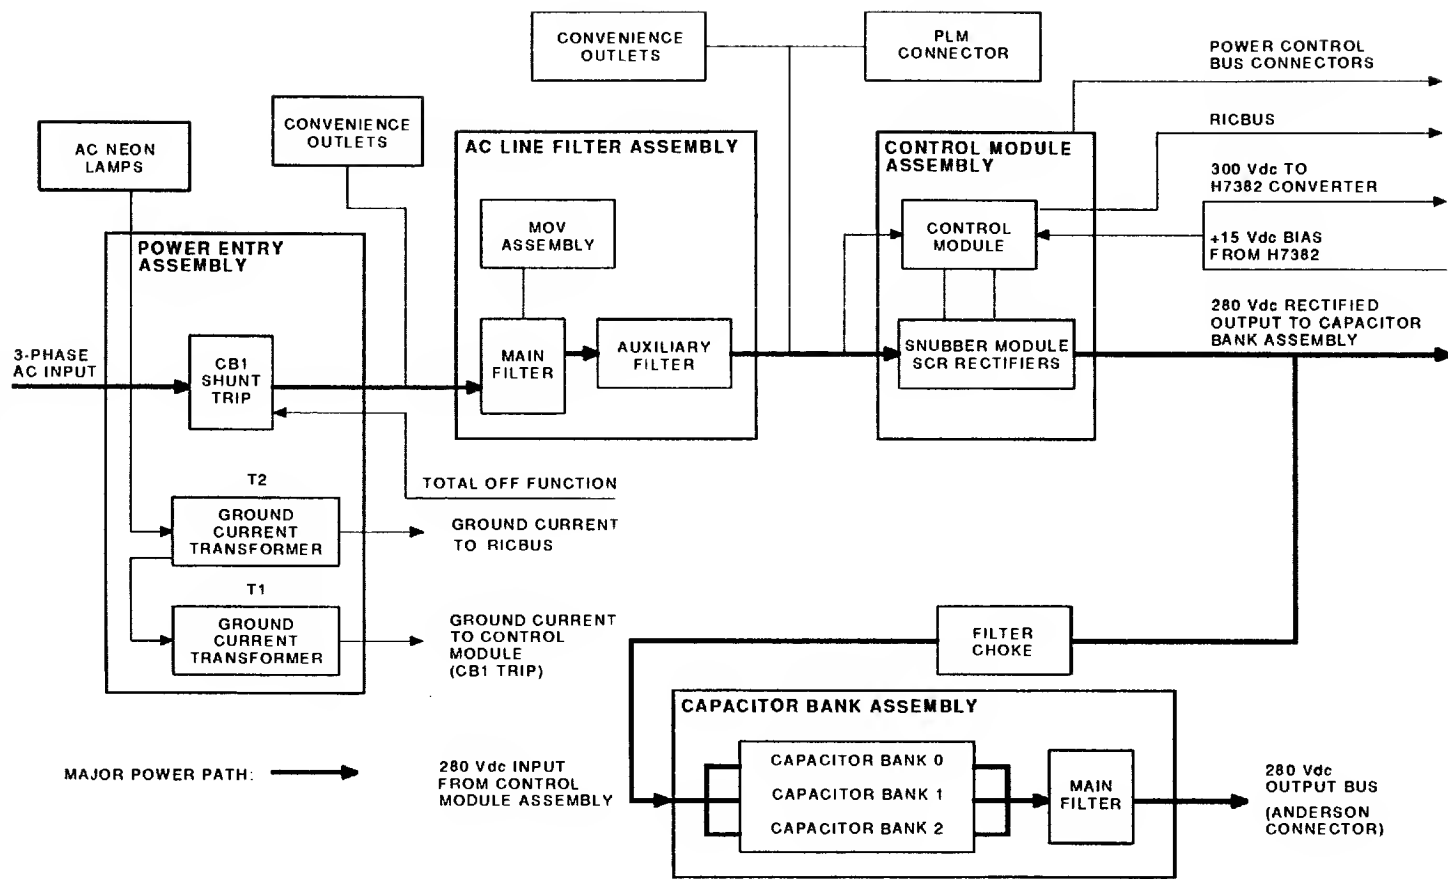 CONVENIENCE
OUTLETS
PLM
CONNECTOR
POWER CONTROL
BUS CONNECTORS
AC NEON
LAMPS
CONVENIENCE
OUTLETS
AC LINE FILTER ASSEMBLY
CONTROL MODULE
ASSEMBLY
RICBUS
300 Vdc TO
H7382 CONVERTER
MOV
ASSEMBLY
CONTROL
MODULE
+15 Vdc BIAS
FROM H7382
POWER ENTRY
ASSEMBLY
280 Vdc RECTIFIED
OUTPUT TO CAPACITOR
BANK ASSEMBLY
3-PHASE
AC INPUT
CB1
SHUNT
TRIP
MAIN
FILTER
AUXILIARY
FILTER
SNUBBER MODULE
SCR RECTIFIERS
TOTAL OFF FUNCTION
T2
GROUND
CURRENT
TRANSFORMER
GROUND CURRENT
TO RICBUS
T1
GROUND
CURRENT
TRANSFORMER
GROUND CURRENT
TO CONTROL
MODULE
(CB1 TRIP)
FILTER
CHOKE
CAPACITOR BANK ASSEMBLY
MAJOR POWER PATH:
280 Vdc INPUT
FROM CONTROL
MODULE ASSEMBLY
CAPACITOR BANK 0
CAPACITOR BANK 1
CAPACITOR BANK 2
MAIN
FILTER
280 Vdc
OUTPUT BUS
(ANDERSON
CONNECTOR)